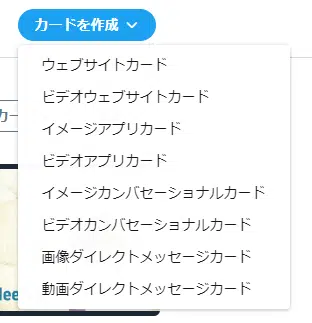 カードを作成
ウェブサイトカード
ビデオウェブサイトカード
イメージアプリカード
ビデオアプリカード
イメージカンバセーショナルカード
ビデオカンバセーショナルカード
画像ダイレクトメッセージカード
動画ダイレクトメッセージカード